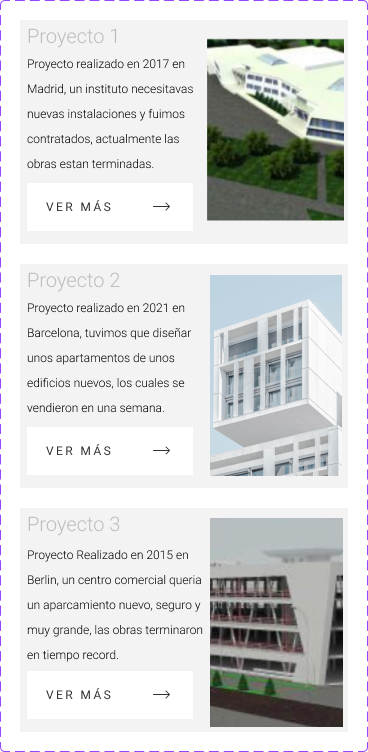 Proyecto 1
Proyecto realizado en 2017 en
Madrid, un instituto necesitavas
nuevas instalaciones y fuimos
contratados, actualmente las
obras estan terminadas.
VER MÁS
Proyecto 2
Proyecto realizado en 2021 en
Barcelona, tuvimos que diseñar
unos apartamentos de unos
edificios nuevos, los cuales se
vendieron en una semana.
VER MÁS
Proyecto 3
Proyecto Realizado en 2015 en
Berlin, un centro comercial queria
un aparcamiento nuevo, seguro y
muy grande, las obras terminaron
en tiempo record.
VER MÁS